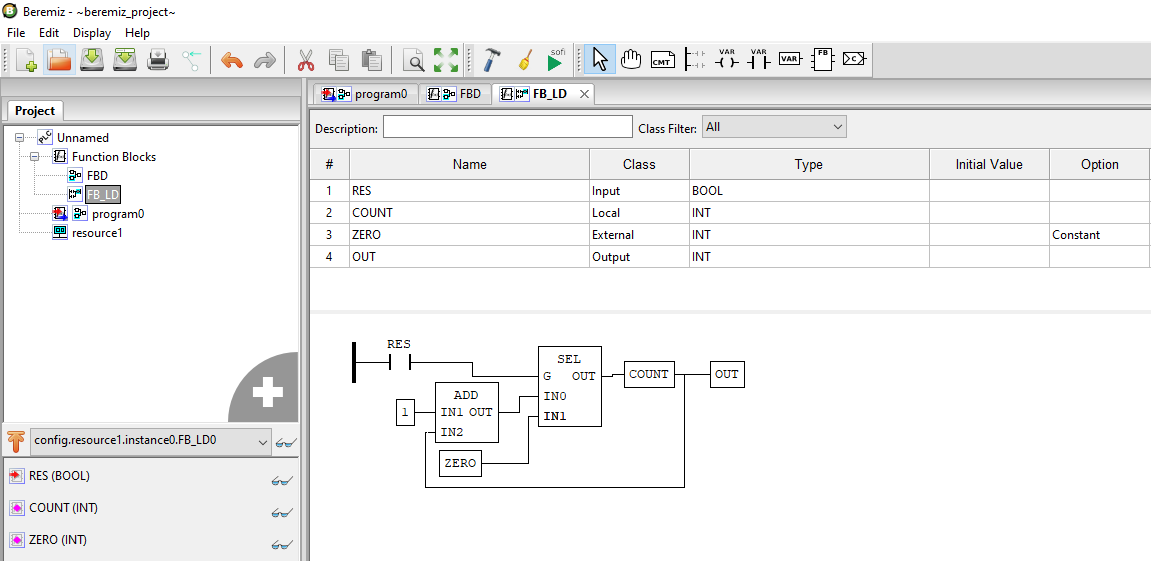 Beremiz - ~beremiz_project~
File Edit Display Help
CMT VAR VAR VAR FB sofi
Project
Unnamed
Function Blocks
FBD
FB_LD
program0
resource1
config.resource1.instance0.FB_LD0
RES (BOOL)
COUNT (INT)
ZERO (INT)
program0 FBD FB_LD
Description: Class Filter: All
# Name Class Type Initial Value Option
1 RES Input BOOL
2 COUNT Local INT
3 ZERO External INT Constant
4 OUT Output INT
RES
SEL
G OUT
IN0
IN1
COUNT
OUT
ADD
1
IN1 OUT
IN2
ZERO